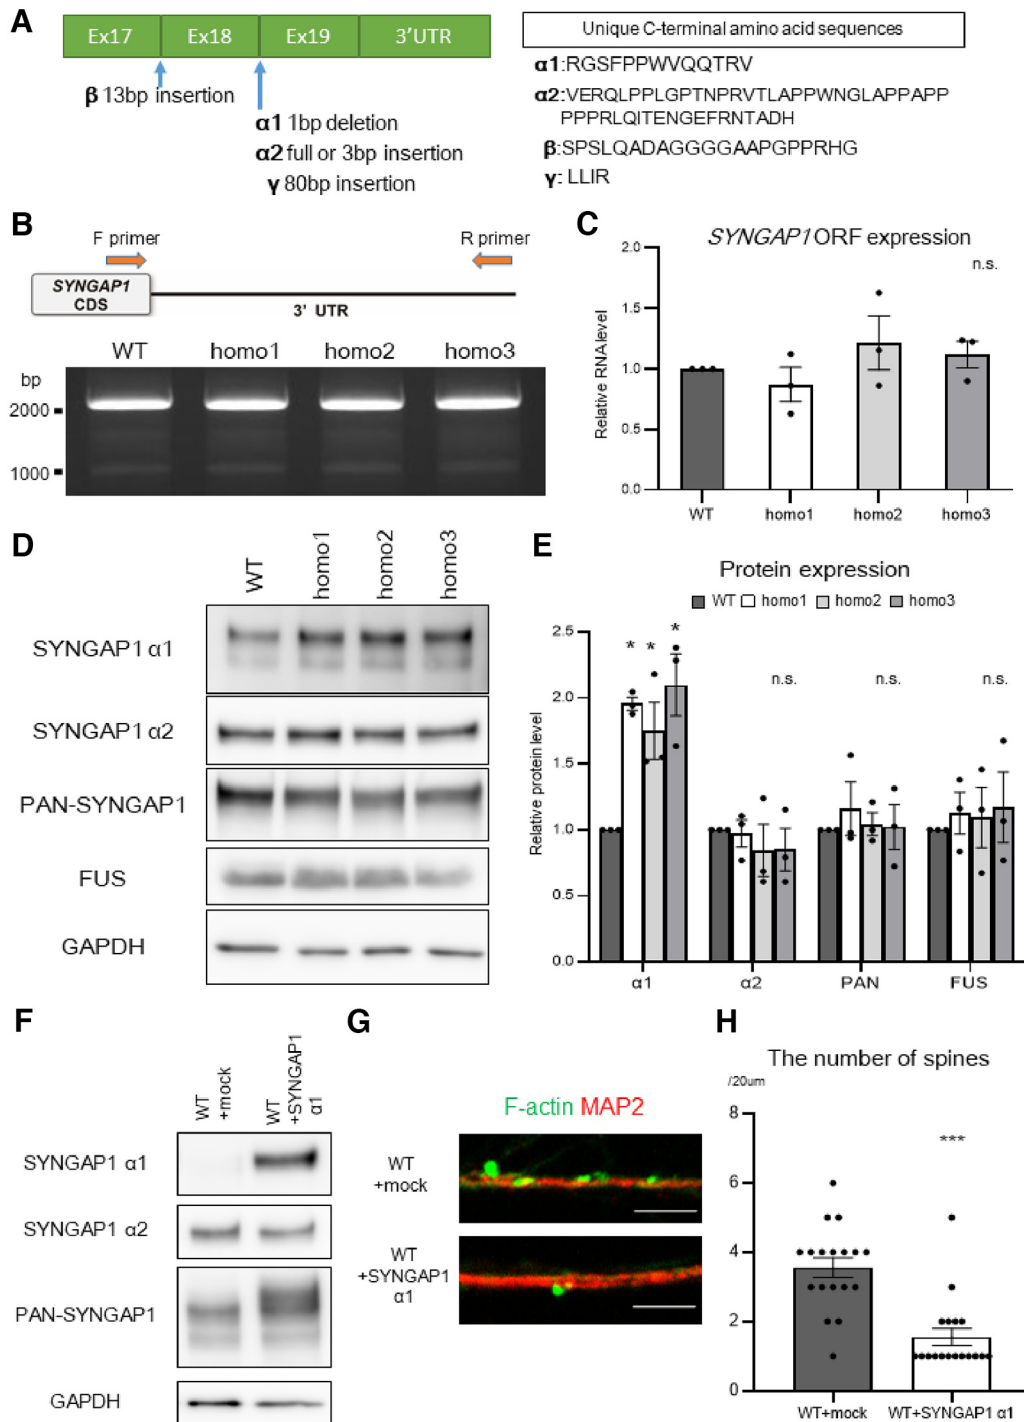 A
Ex17 Ex18 Ex19 3'UTR
β 13bp insertion
α1 1bp deletion
α2 full or 3bp insertion
γ 80bp insertion
Unique C-terminal amino acid sequences
α1:RGSFPPWVQQTRV
α2:VERQLPPLGPTNPRVTLAPPWNGLAPPAPP
PPPRLQITENGEFRNTADH
β:SPSLQADAGGGGAAPGPPRHG
γ: LLIR
B
F primer R primer
SYNGAP1
CDS
3' UTR
WT homo1 homo2 homo3
bp
2000
1000
C
SYNGAP1 ORF expression
n.s.
Relative RNA level
2.0
1.5
1.0
0.5
0.0
WT homo1 homo2 homo3
D
WT homo1 homo2 homo3
SYNGAP1 α1
SYNGAP1 α2
PAN-SYNGAP1
FUS
GAPDH
E
Protein expression
WT homo1 homo2 homo3
Relative protein level
2.5
2.0
1.5
1.0
0.5
0.0
* * *
n.s. n.s. n.s.
α1 α2 PAN FUS
F
WT
+mock
WT
+SYNGAP1
α1
SYNGAP1 α1
SYNGAP1 α2
PAN-SYNGAP1
GAPDH
G
F-actin MAP2
WT
+mock
WT
+SYNGAP1
α1
H
The number of spines
/20um
8
6
4
2
0
***
WT+mock WT+SYNGAP1 α1